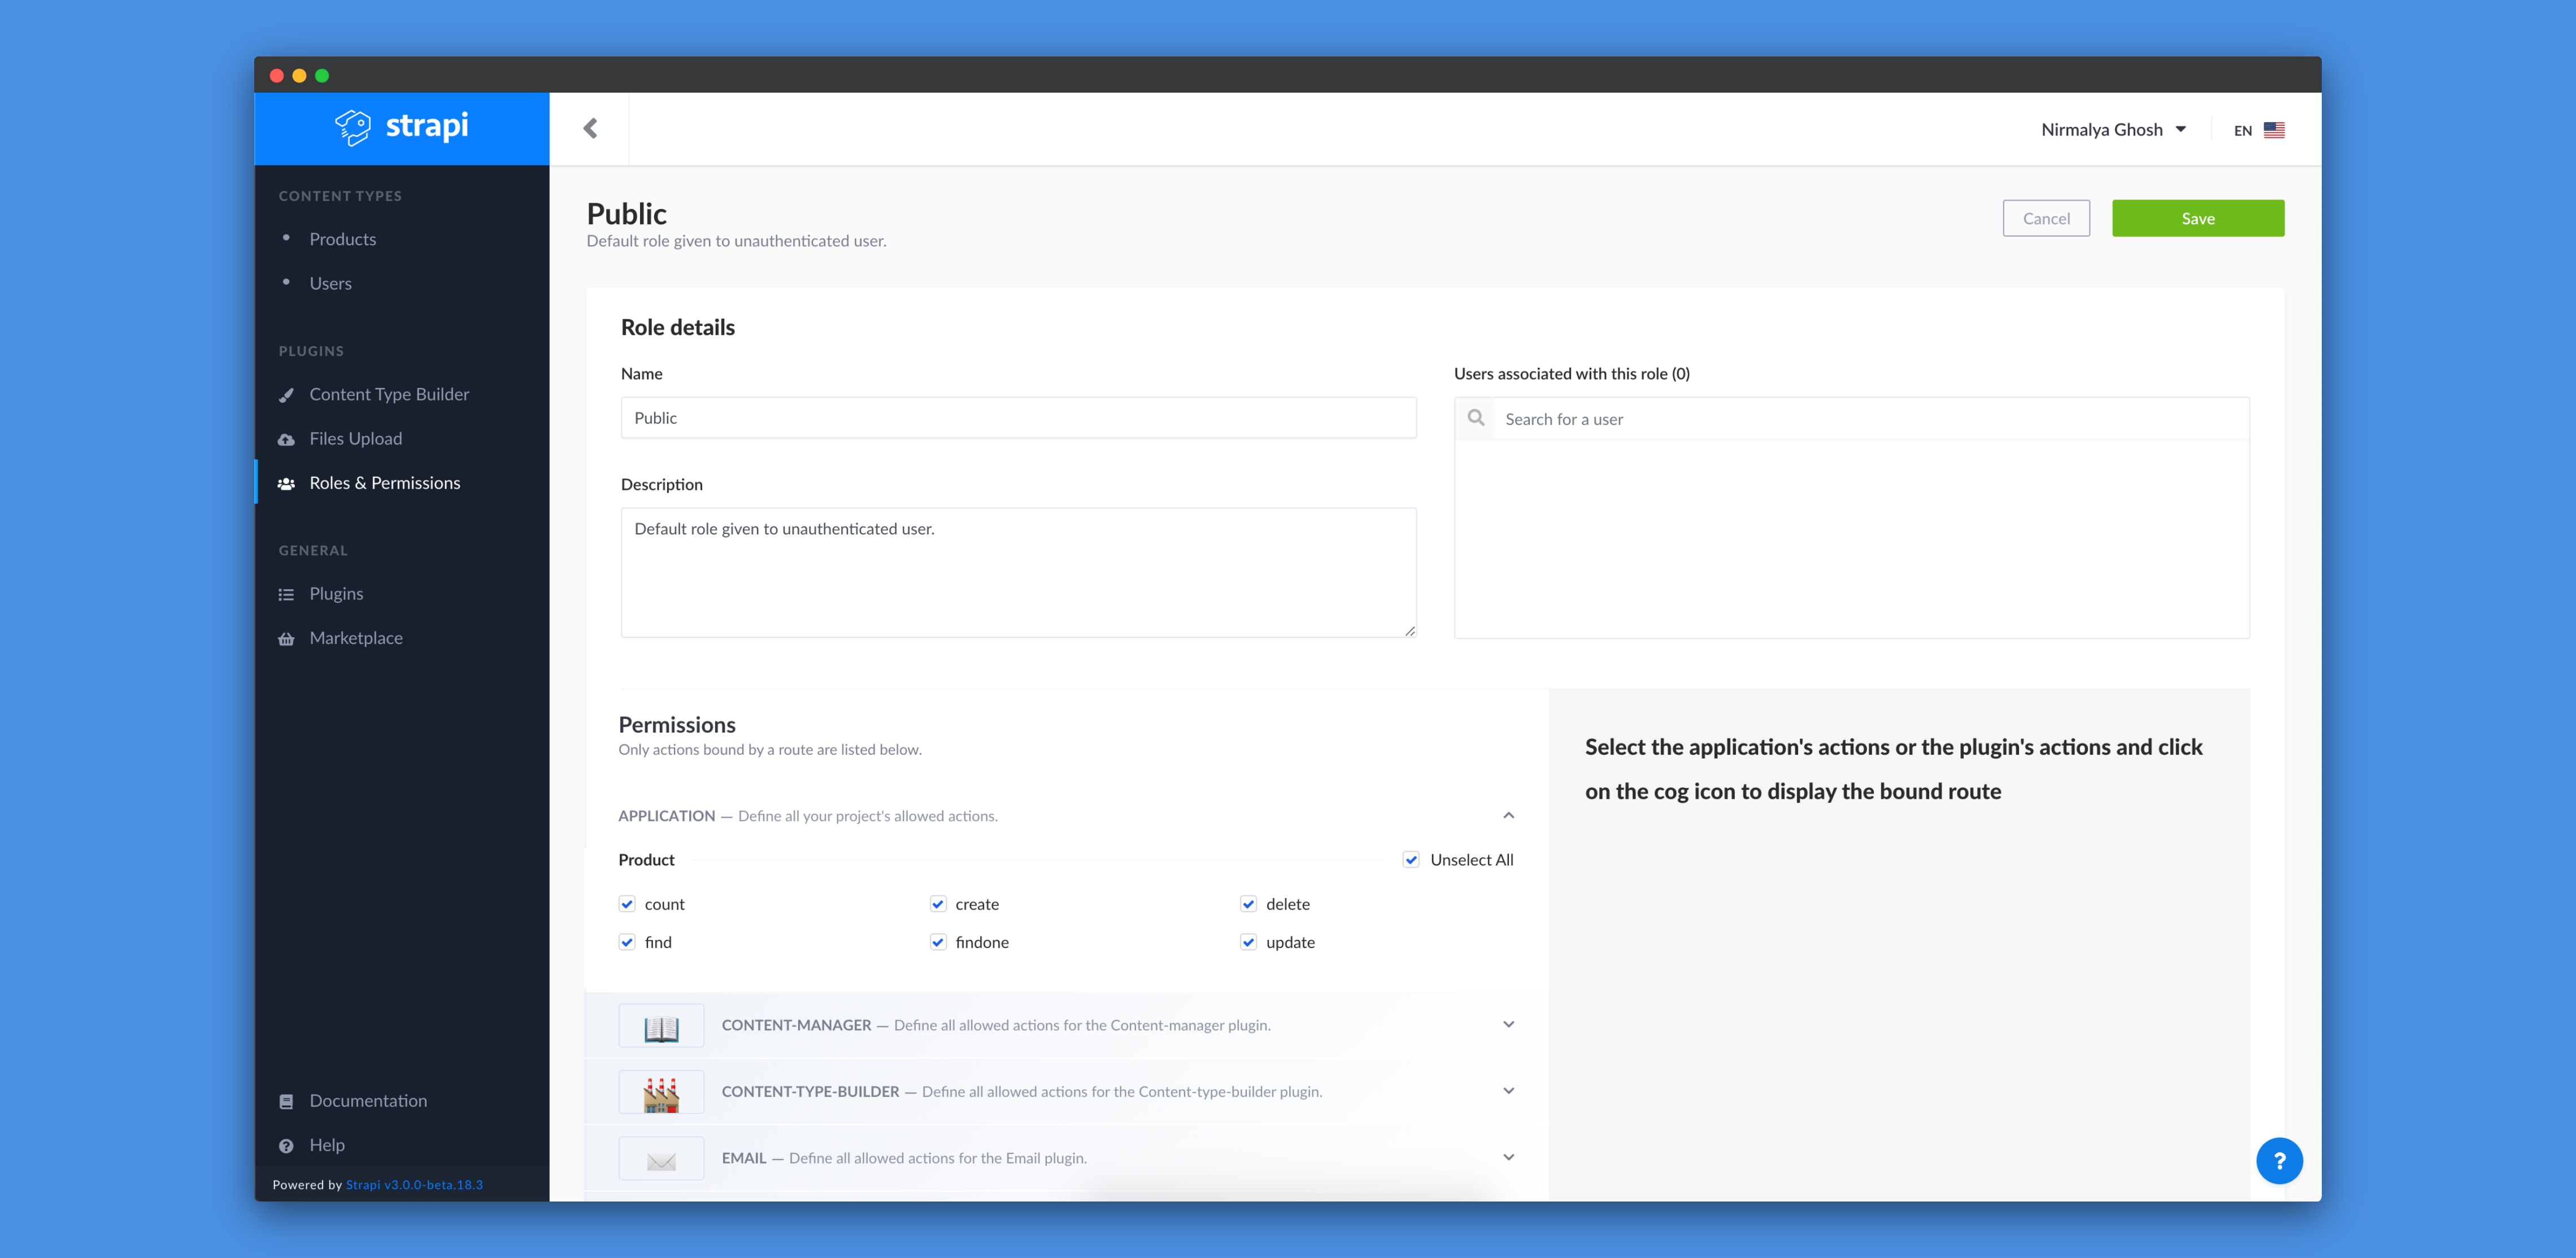 strapi
Nirmalya Ghosh
EN
CONTENT TYPES
Products
Users
PLUGINS
Content Type Builder
Files Upload
Roles & Permissions
GENERAL
Plugins
Marketplace
Documentation
Help
Powered by Strapi v3.0.0-beta.18.3
Public
Default role given to unauthenticated user.
Cancel
Save
Role details
Name
Public
Description
Default role given to unauthenticated user.
Users associated with this role (0)
Search for a user
Permissions
Only actions bound by a route are listed below.
APPLICATION — Define all your project's allowed actions.
Product
Unselect All
count
create
delete
find
findone
update
CONTENT-MANAGER — Define all allowed actions for the Content-manager plugin.
CONTENT-TYPE-BUILDER — Define all allowed actions for the Content-type-builder plugin.
EMAIL — Define all allowed actions for the Email plugin.
Select the application's actions or the plugin's actions and click
on the cog icon to display the bound route
?